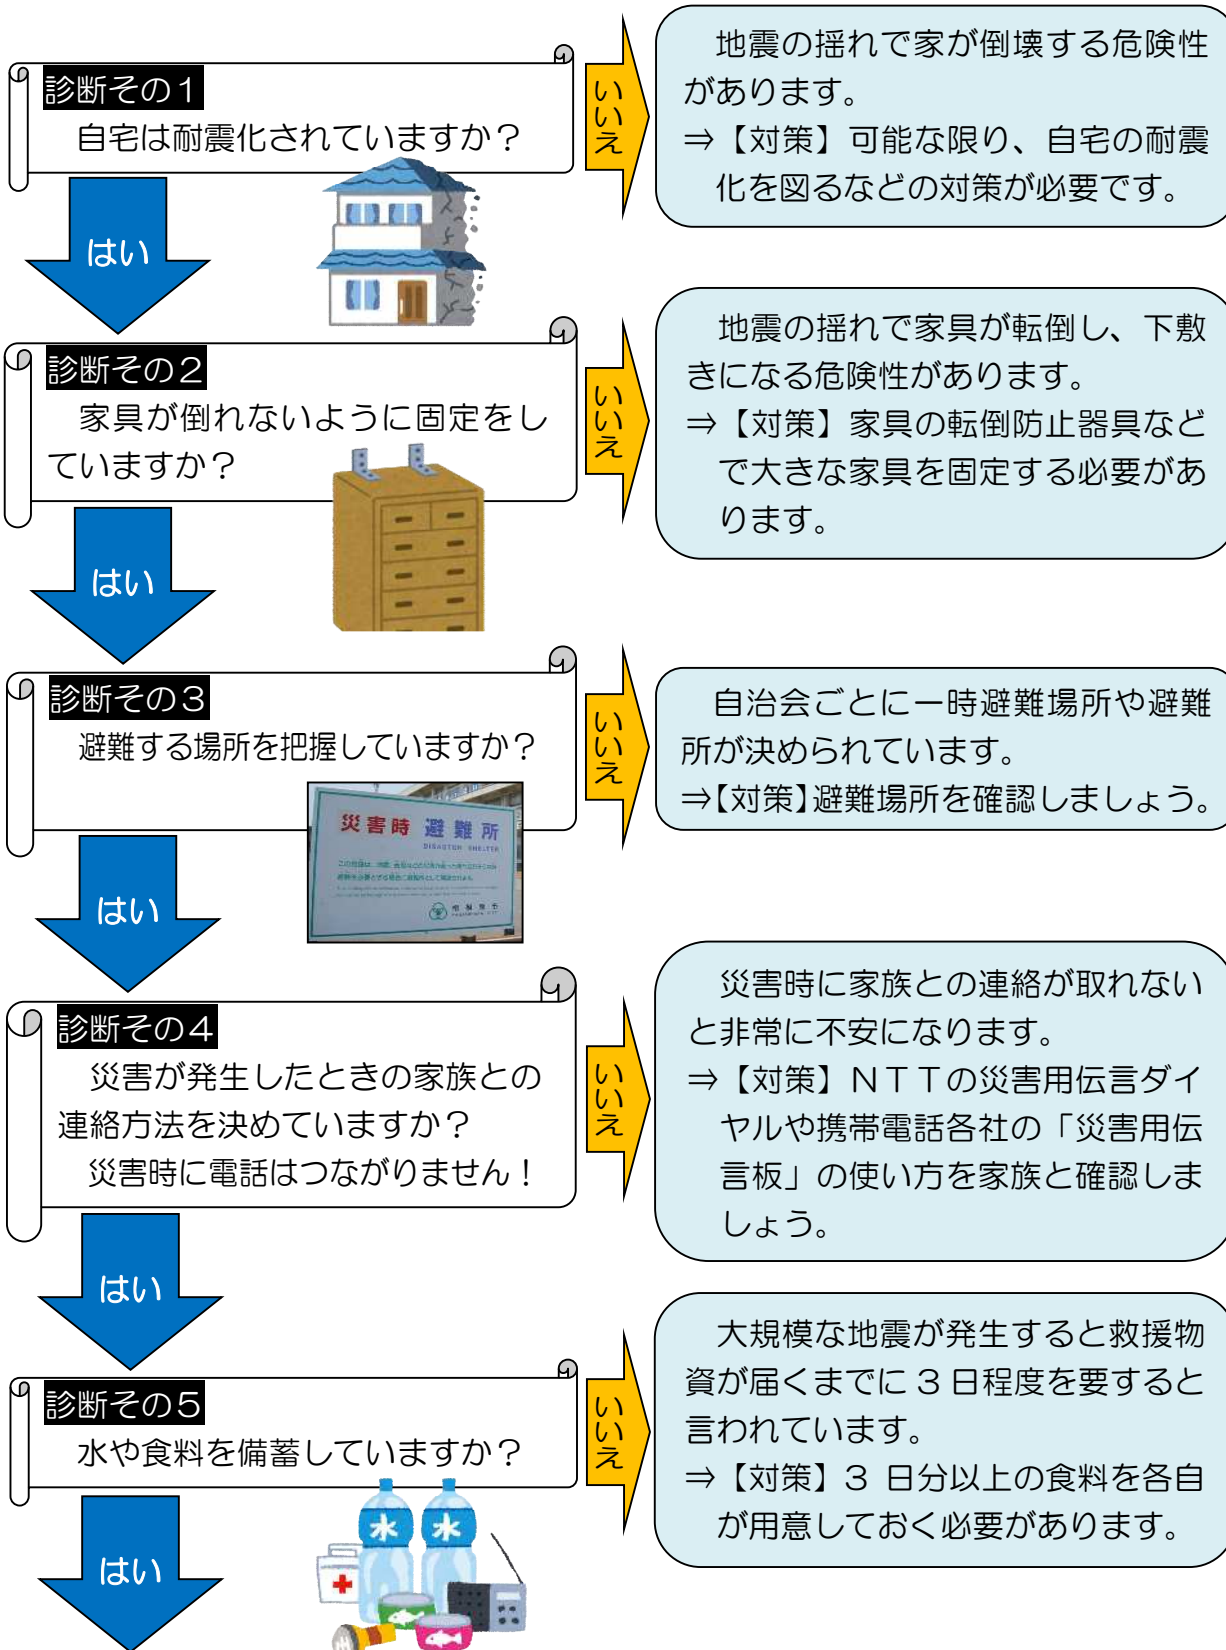 診断その１
自宅は耐震化されていますか？
いいえ
地震の揺れで家が倒壊する危険性
があります。
⇒【対策】可能な限り、自宅の耐震
化を図るなどの対策が必要です。
はい
診断その２
家具が倒れないように固定をし
ていますか？
いいえ
地震の揺れで家具が転倒し、下敷
きになる危険性があります。
⇒【対策】家具の転倒防止器具など
で大きな家具を固定する必要があ
ります。
はい
診断その３
避難する場所を把握していますか？
いいえ
自治会ごとに一時避難場所や避難
所が決められています。
⇒【対策】避難場所を確認しましょう。
災害時 避難所
DISASTER SHELTER
はい
診断その４
災害が発生したときの家族との
連絡方法を決めていますか？
災害時に電話はつながりません！
いいえ
災害時に家族との連絡が取れない
と非常に不安になります。
⇒【対策】ＮＴＴの災害用伝言ダイ
ヤルや携帯電話各社の「災害用伝
言板」の使い方を家族と確認しま
しょう。
はい
診断その５
水や食料を備蓄していますか？
いいえ
大規模な地震が発生すると救援物
資が届くまでに３日程度を要すると
言われています。
⇒【対策】３ 日分以上の食料を各自
が用意しておく必要があります。
水 水
はい